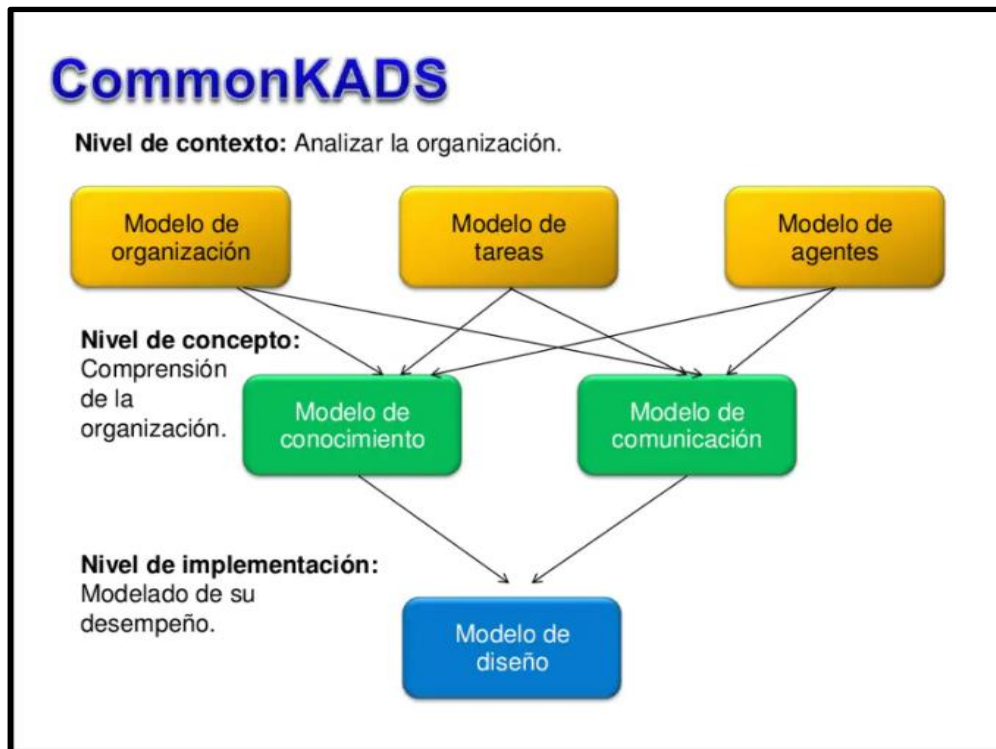 CommonKADS
Nivel de contexto: Analizar la organización.
Modelo de
organización
Modelo de
tareas
Modelo de
agentes
Nivel de concepto:
Comprensión
de la
organización.
Modelo de
conocimiento
Modelo de
comunicación
Nivel de implementación:
Modelado de su
desempeño.
Modelo de
diseño